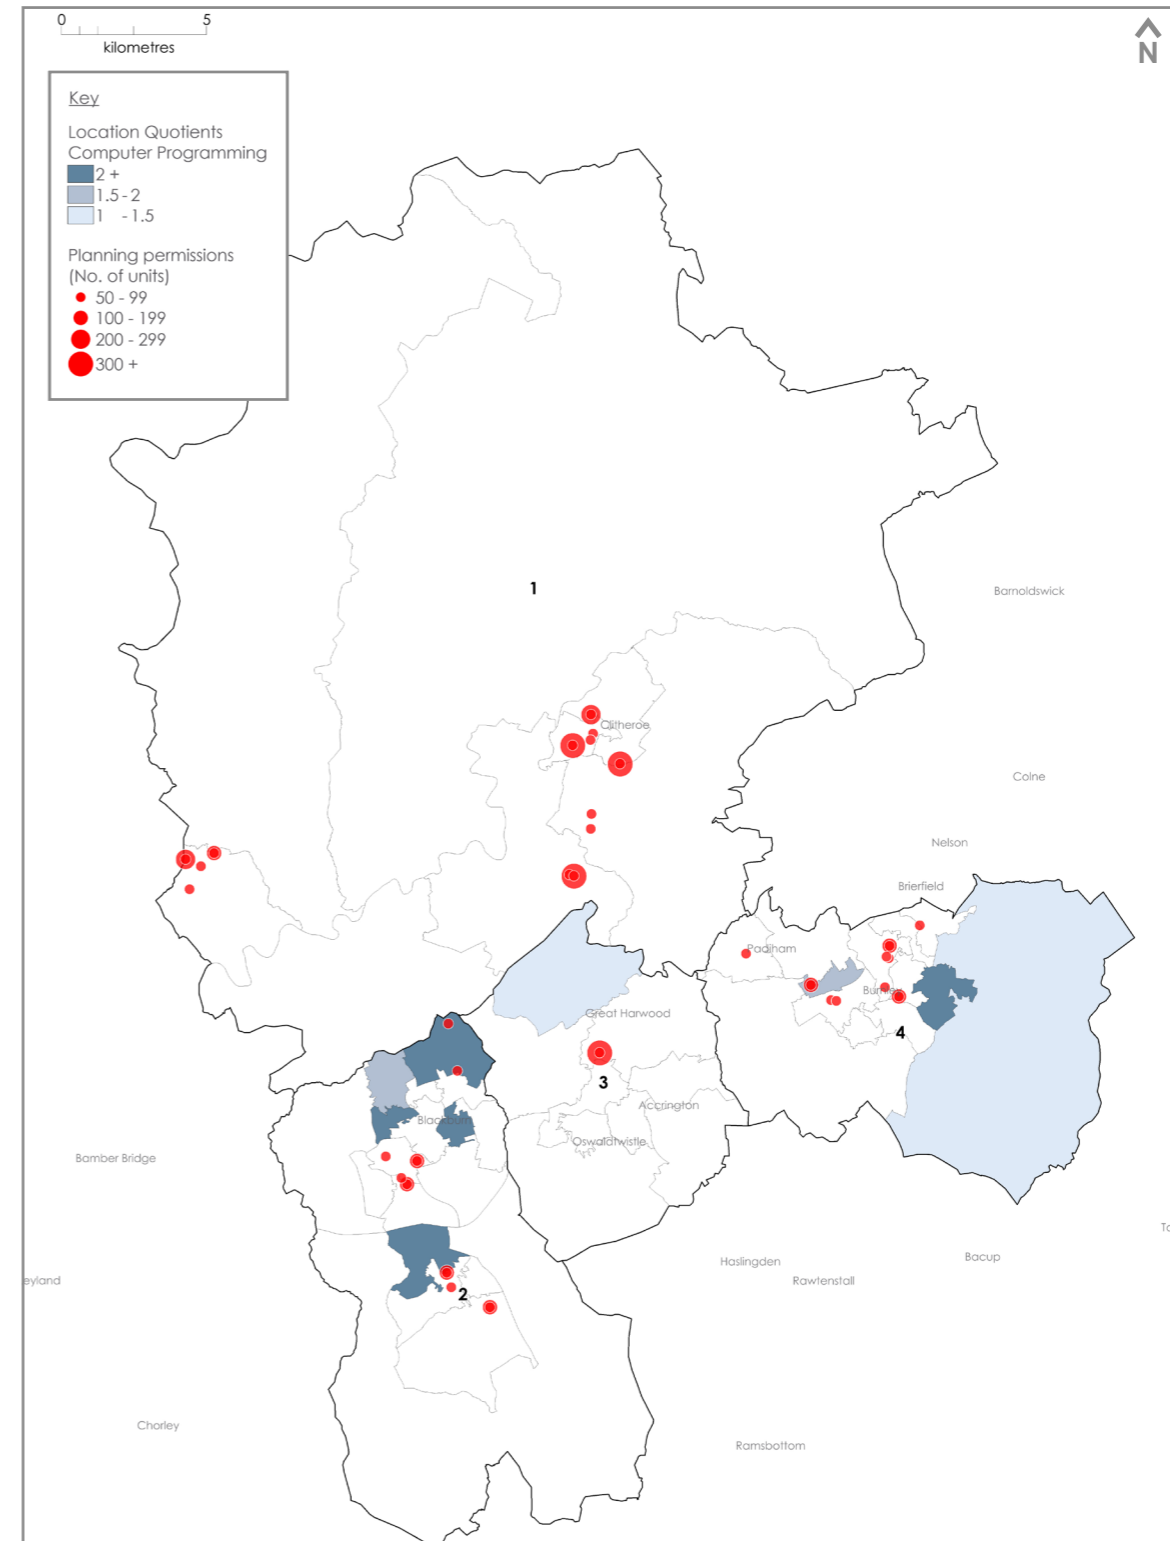 0 5
kilometres
N
Key
Location Quotients
Computer Programming
2 +
1.5 - 2
1 - 1.5
Planning permissions
(No. of units)
50 - 99
100 - 199
200 - 299
300 +
1
Barnoldswick
Clitheroe
Colne
Nelson
Brierfield
Padiham
Burnley
Great Harwood
4
3
Accrington
Blackburn
Oswaldtwistle
Bamber Bridge
Bacup
Haslingden
Rawtenstall
eyland
2
Chorley
Ramsbottom